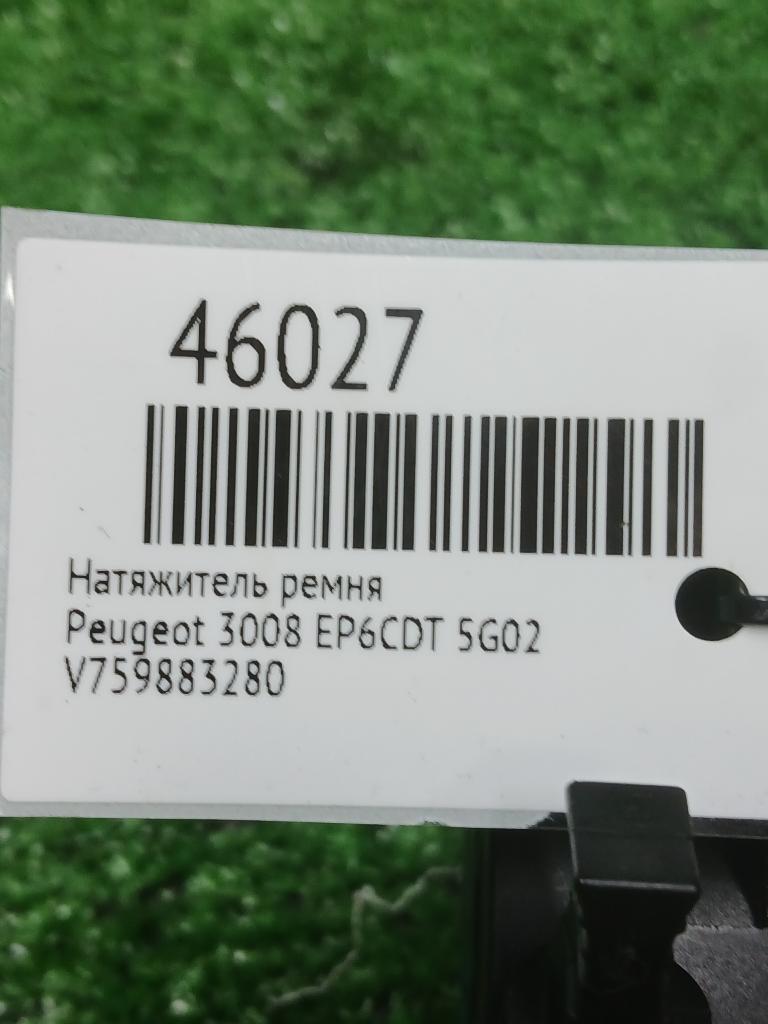 46027
Натяжитель ремня
Peugeot 3008 EP6CDT 5G02
V759883280